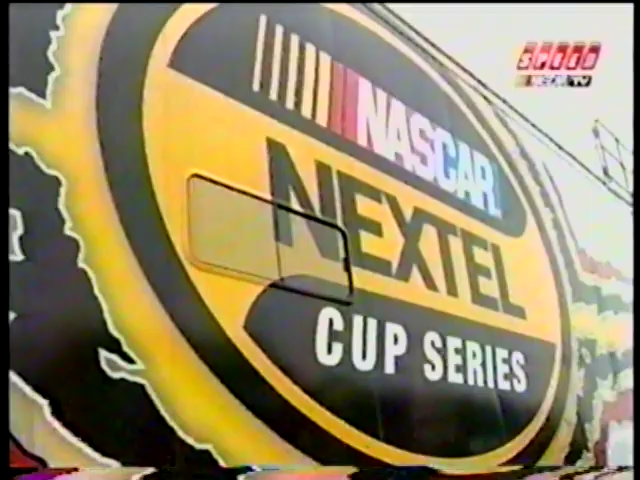 SPEED
NASCAR TV
NASCAR
NEXTEL
CUP SERIES